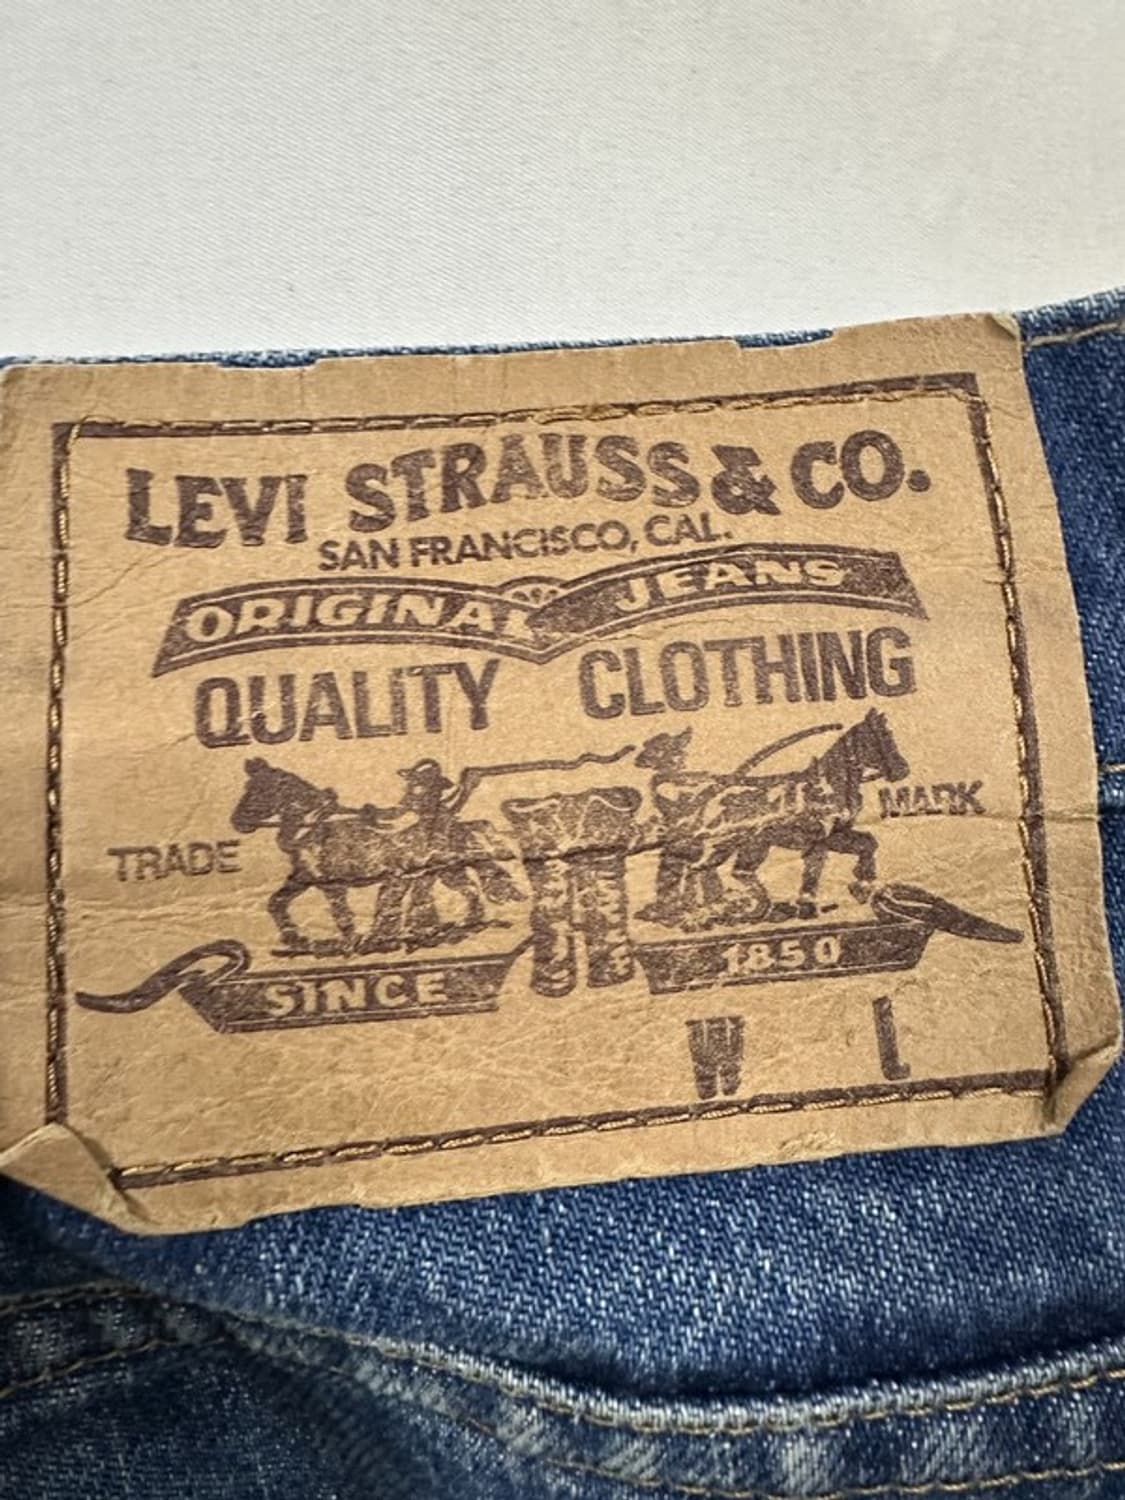 LEVI STRAUSS & CO.
SAN FRANCISCO, CAL.
ORIGINAL JEANS
QUALITY CLOTHING
TRADE MARK
SINCE 1850
W L